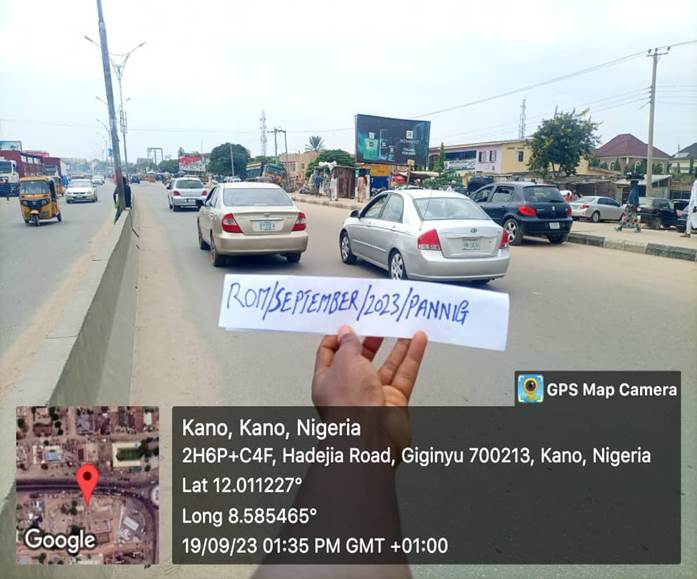 ROM/SEPTEMBER/2023/PANNIG
GPS Map Camera
Kano, Kano, Nigeria
2H6P+C4F, Hadejia Road, Giginyu 700213, Kano, Nigeria
Lat 12.011227°
Long 8.585465°
19/09/23 01:35 PM GMT +01:00
Google